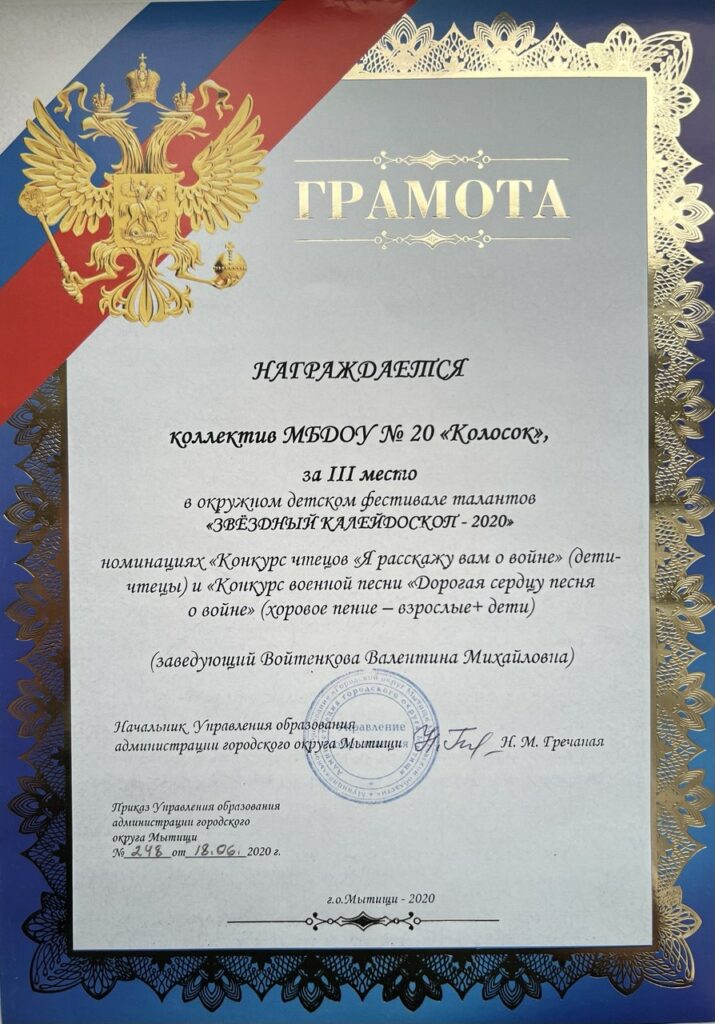 ГРАМОТА
НАГРАЖДАЕТСЯ
коллектив МБДОУ № 20 «Колосок»,
за III место
в окружном детском фестивале талантов
«ЗВЁЗДНЫЙ КАЛЕЙДОСКОП - 2020»
номинациях «Конкурс чтецов «Я расскажу вам о войне» (дети-
чтецы) и «Конкурс военной песни «Дорогая сердцу песня
о войне» (хоровое пение – взрослые+ дети)
(заведующий Войтенкова Валентина Михайловна)
Начальник Управления образования
администрации городского округа Мытищи Н. М. Гречаная
Управление
Приказ Управления образования
администрации городского
округа Мытищи
№ 248 от 18.06. 2020 г.
г.о.Мытищи - 2020